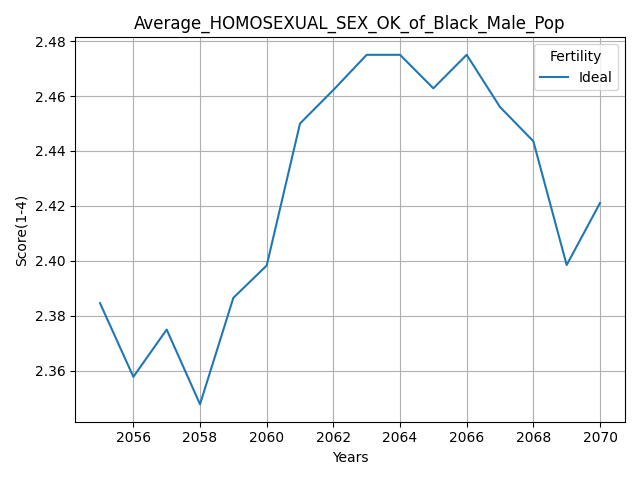 Average_HOMOSEXUAL_SEX_OK_of_Black_Male_Pop
2.48
2.46
2.44
2.42
2.40
2.38
2.36
Score(1-4)
Fertility
Ideal
2056 2058 2060 2062 2064 2066 2068 2070
Years